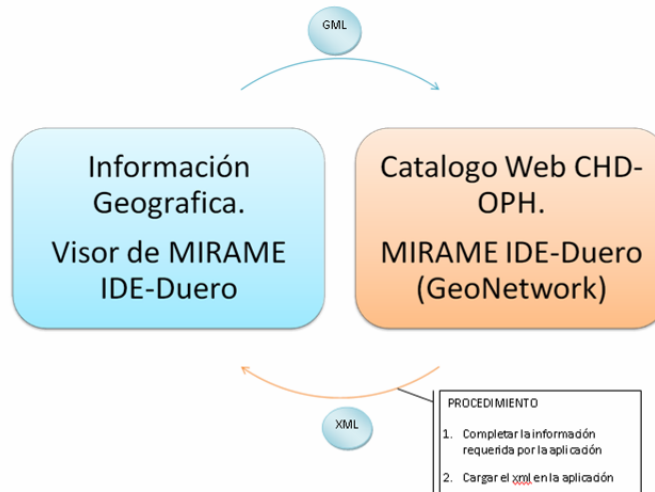 GML
Información
Geografica.
Visor de MIRAME
IDE-Duero
Catalogo Web CHD-
OPH.
MIRAME IDE-Duero
(GeoNetwork)
XML
PROCEDIMIENTO
1. Completar la información
requerida por la aplicación
2. Cargar el xml en la aplicación